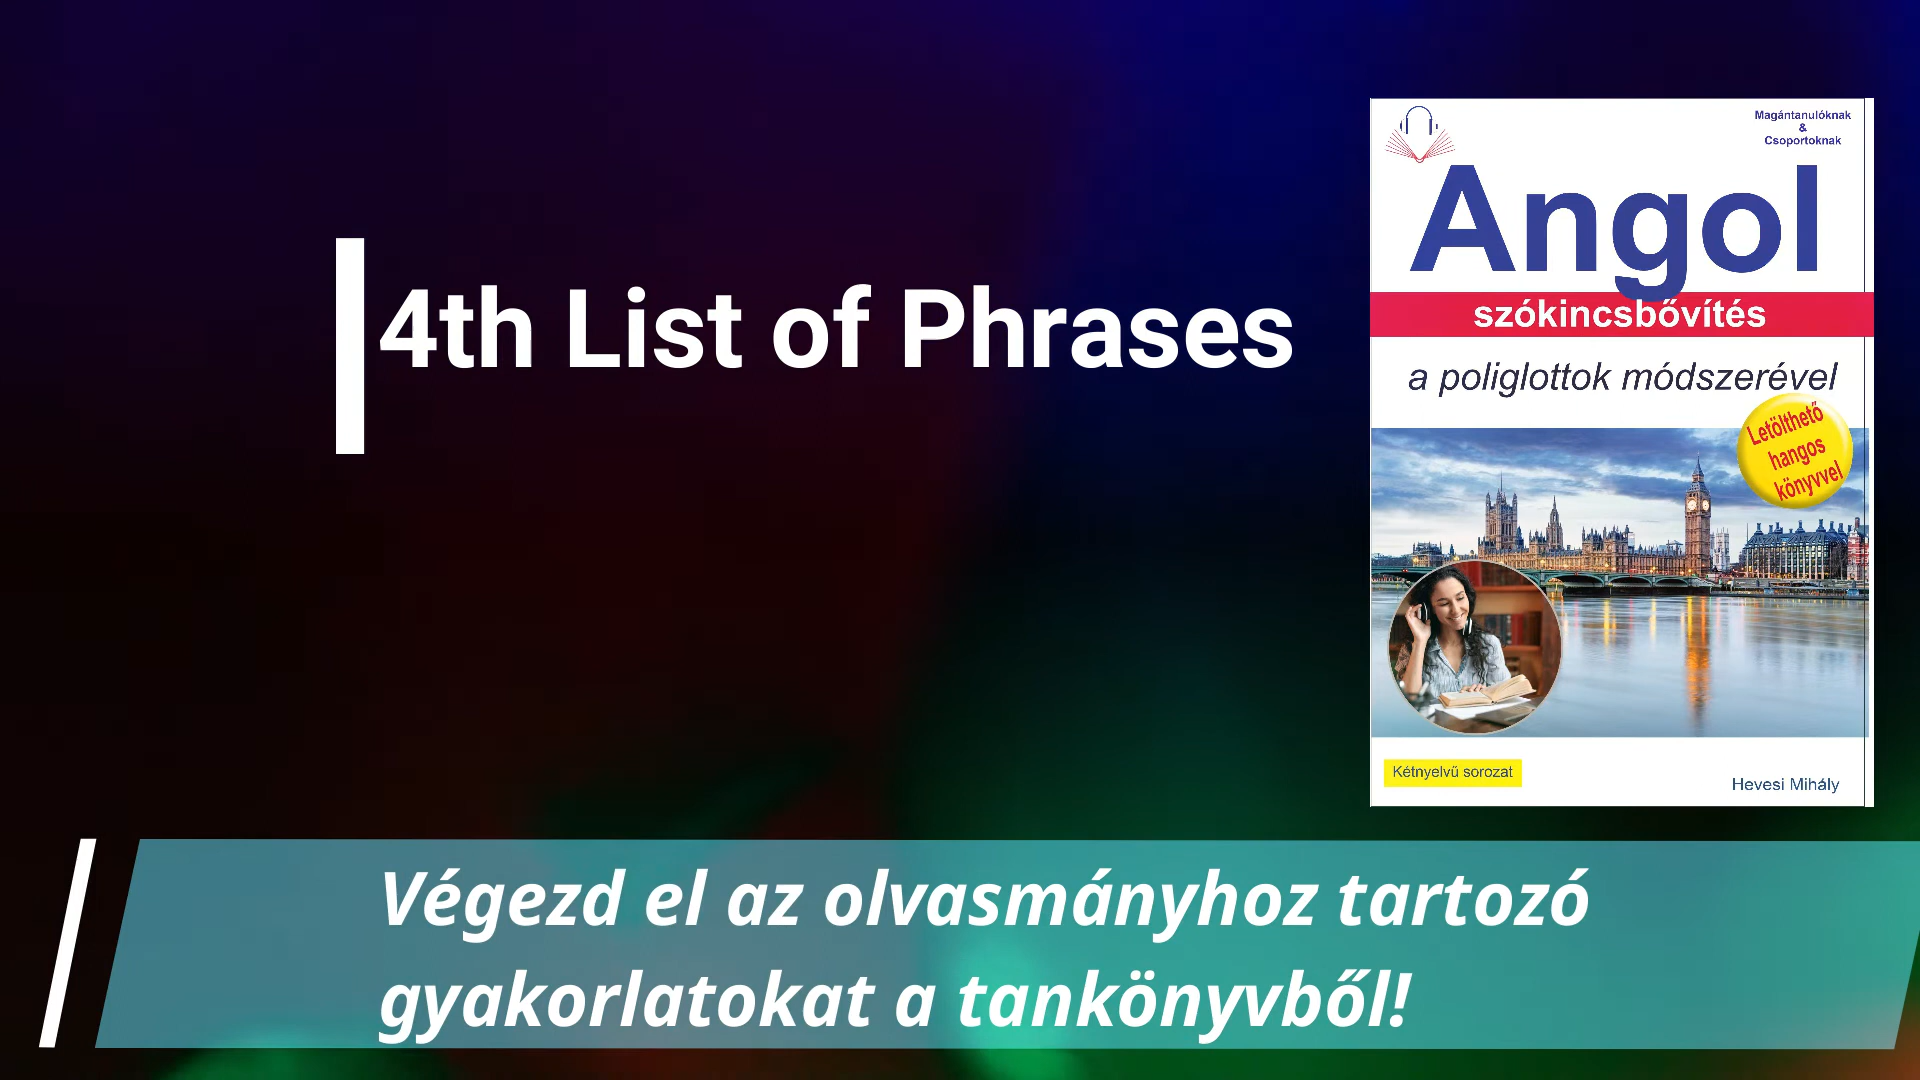 4th List of Phrases
Magántanulóknak
&
Csoportoknak
Angol
szókincsbővítés
a poliglottok módszerével
Letölthető
hangos
könyvvel
Kétnyelvű sorozat
Hevesi Mihály
Végezd el az olvasmányhoz tartozó
gyakorlatokat a tankönyvből!